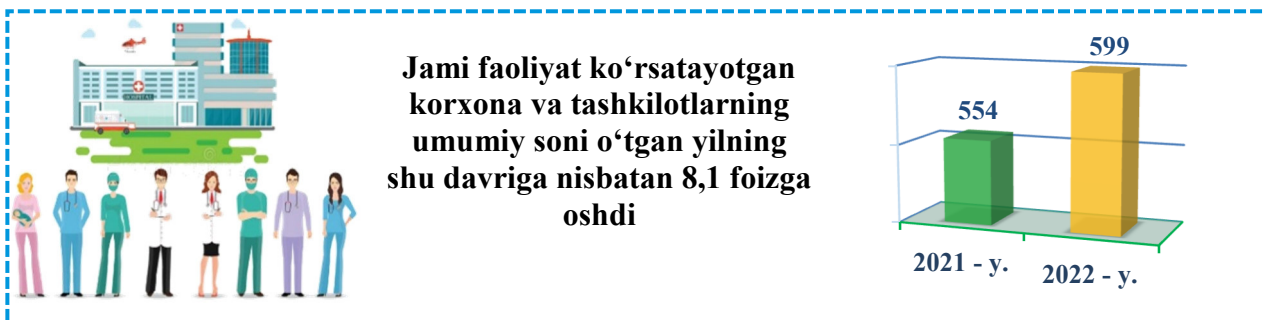 Jami faoliyat ko‘rsatayotgan
korxona va tashkilotlarning
umumiy soni o‘tgan yilning
shu davriga nisbatan 8,1 foizga
oshdi
599
554
2021 - y.
2022 - y.
HOSPITAL